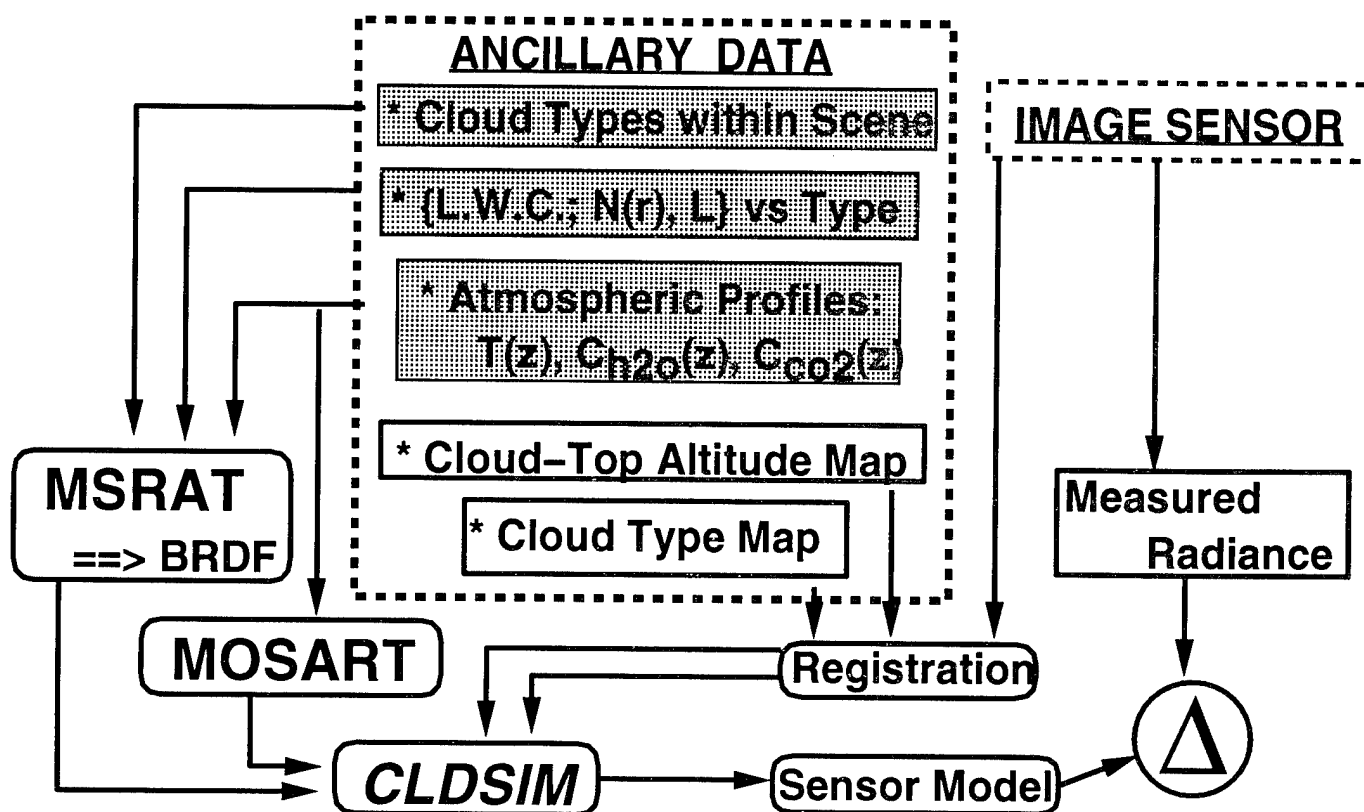 ANCILLARY DATA
* Cloud Types within Scene
* {L.W.C.; N(r), L} vs Type
* Atmospheric Profiles:
T(z), Ch2o(z), Cco2(z)
* Cloud–Top Altitude Map
* Cloud Type Map
IMAGE SENSOR
MSRAT
==> BRDF
MOSART
Registration
Measured
Radiance
CLDSIM
Sensor Model
Δ